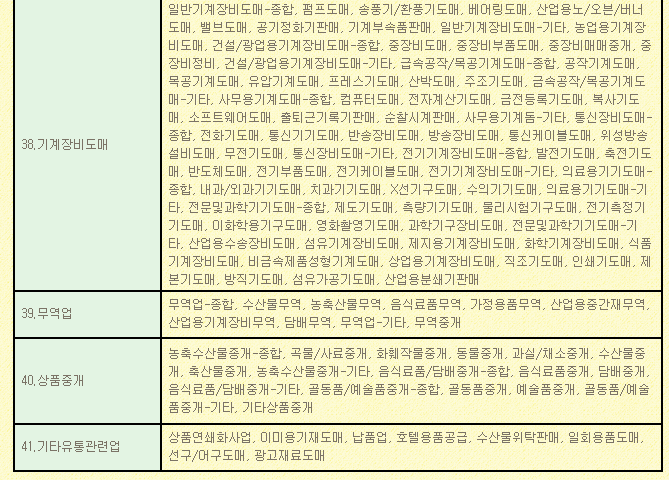 일반기계장비도매-종합, 펌프도매, 송풍기/환풍기도매, 베어링도매, 산업용노/오븐/버너
도매, 밸브도매, 공기정화기판매, 기계부속품판매, 일반기계장비도매-기타, 농업용기계장
비도매, 건설/광업용기계장비도매-종합, 중장비도매, 중장비부품도매, 중장비매매중개, 중
장비정비, 건설/광업용기계장비도매-기타, 금속공작/목공기계도매-종합, 공작기계도매,
목공기계도매, 유압기계도매, 프레스기도매, 산박도매, 주조기도매, 금속공작/목공기계도
매-기타, 사무용기계도매-종합, 컴퓨터도매, 전자계산기도매, 금전등록기도매, 복사기도
매, 소프트웨어도매, 출퇴근기록기판매, 순찰시계판매, 사무용기계돔-기타, 통신장비도매-
38.기계장비도매
종합, 전화기도매, 통신기기도매, 반송장비도매, 방송장비도매, 통신케이블도매, 위성방송
설비도매, 무전기도매, 통신장비도매-기타, 전기기계장비도매-종합, 발전기도매, 축전기도
매, 반도체도매, 전기부품도매, 전기케이블도매, 전기기계장비도매-기타, 의료용기기도매-
종합, 내과/외과기기도매, 치과기기도매, X선기구도매, 수의기기도매, 의료용기기도매-기
타, 전문및과학기기도매-종합, 제도기도매, 측량기기도매, 물리시험기구도매, 전기측정기
기도매, 이화학용기구도매, 영화촬영기도매, 과학기구장비도매, 전문및과학기기도매-기
타, 산업용수송장비도매, 섬유기계장비도매, 제지용기계장비도매, 화학기계장비도매, 식품
기계장비도매, 비금속제품성형기계도매, 상업용기계장비도매, 직조기도매, 인쇄기도매, 제
본기도매, 방직기도매, 섬유가공기도매, 산업용분쇄기판매
39.무역업
무역업-종합, 수산물무역, 농축산물무역, 음식료품무역, 가정용품무역, 산업용중간재무역,
산업용기계장비무역, 담배무역, 무역업-기타, 무역중개
40.상품중개
농축수산물중개-종합, 곡물/사료중개, 화훼작물중개, 동물중개, 과실/채소중개, 수산물중
개, 축산물중개, 농축수산물중개-기타, 음식료품/담배중개-종합, 음식료품중개, 담배중개,
음식료품/담배중개-기타, 골동품/예술품중개-종합, 골동품중개, 예술품중개, 골동품/예술
품중개-기타, 기타상품중개
41.기타유통관련업
상품연쇄화사업, 이미용기재도매, 납품업, 호텔용품공급, 수산물위탁판매, 일회용품도매,
선구/어구도매, 광고재료도매